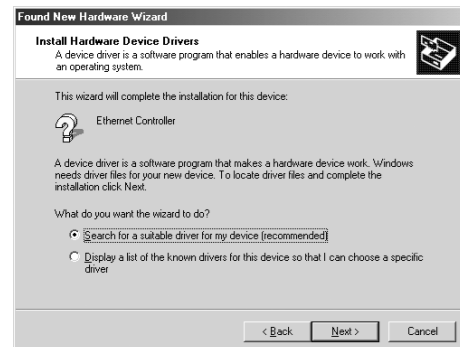 Found New Hardware Wizard
Install Hardware Device Drivers
A device driver is a software program that enables a hardware device to work with
an operating system.
This wizard will complete the installation for this device:
Ethernet Controller
A device driver is a software program that makes a hardware device work. Windows
needs driver files for your new device. To locate driver files and complete the
installation click Next.
What do you want the wizard to do?
Search for a suitable driver for my device (recommended)
Display a list of the known drivers for this device so that I can choose a specific
driver
< Back Next > Cancel